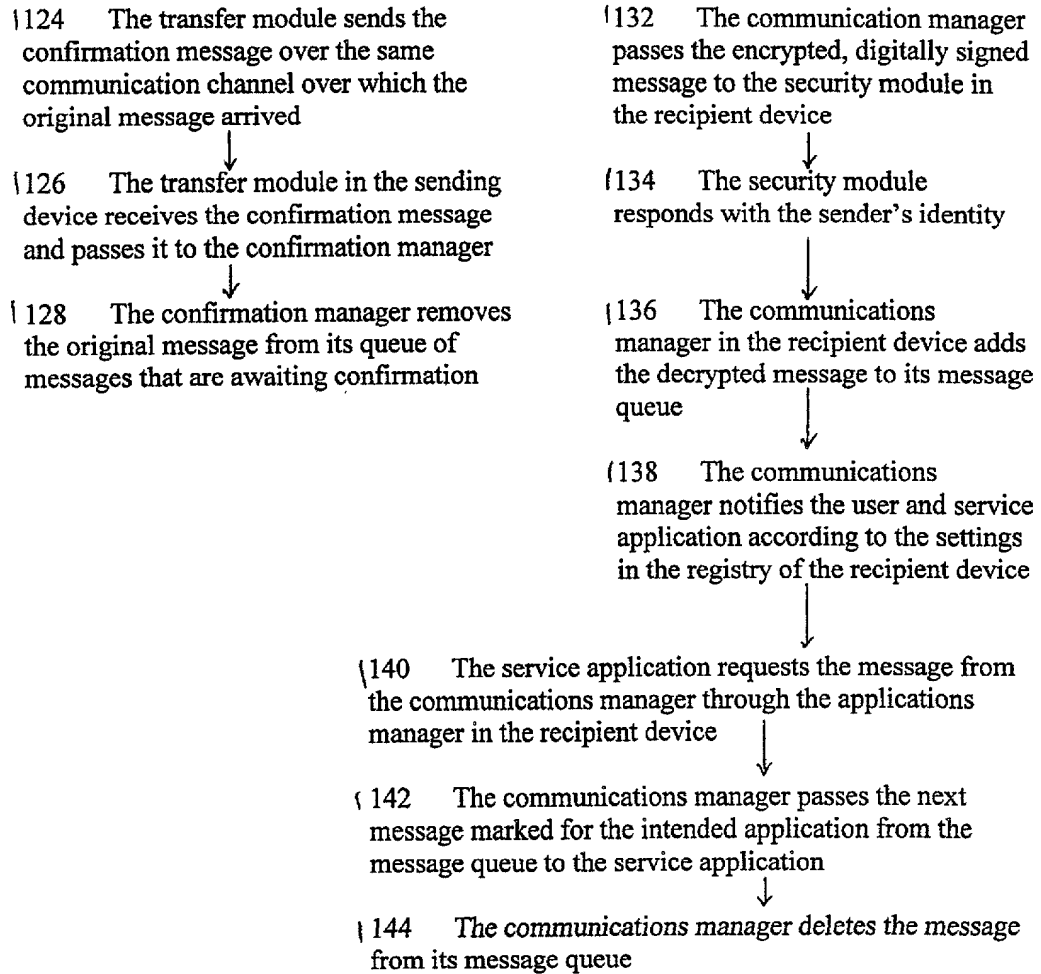 124 The transfer module sends the
confirmation message over the same
communication channel over which the
original message arrived
126 The transfer module in the sending
device receives the confirmation message
and passes it to the confirmation manager
128 The confirmation manager removes
the original message from its queue of
messages that are awaiting confirmation
132 The communication manager
passes the encrypted, digitally signed
message to the security module in
the recipient device
134 The security module
responds with the sender's identity
136 The communications
manager in the recipient device adds
the decrypted message to its message
queue
138 The communications
manager notifies the user and service
application according to the settings
in the registry of the recipient device
140 The service application requests the message from
the communications manager through the applications
manager in the recipient device
142 The communications manager passes the next
message marked for the intended application from the
message queue to the service application
144 The communications manager deletes the message
from its message queue